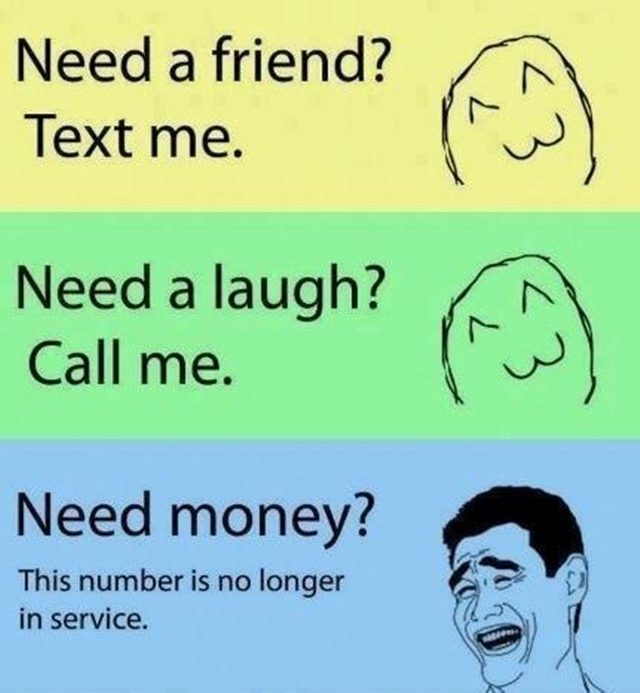 Need a friend?
Text me.
Need a laugh?
Call me.
Need money?
This number is no longer
in service.